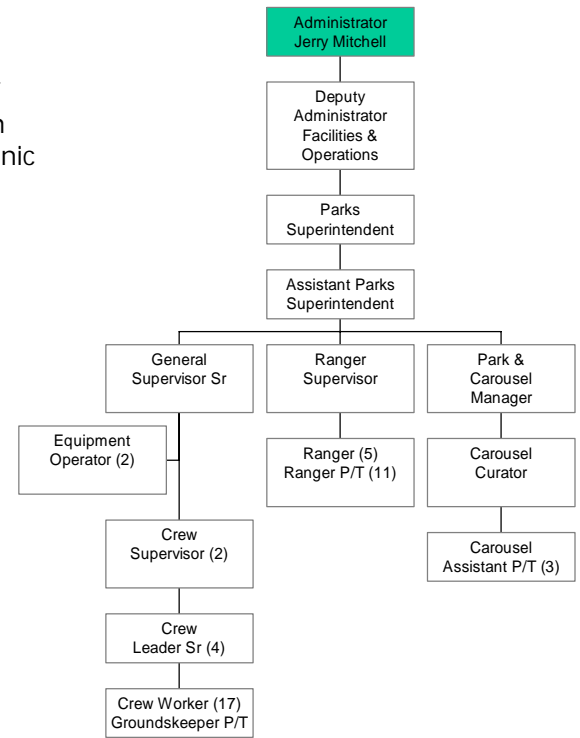 nic
Administrator
Jerry Mitchell
Deputy
Administrator
Facilities &
Operations
Parks
Superintendent
Assistant Parks
Superintendent
General
Supervisor Sr
Ranger
Supervisor
Park &
Carousel
Manager
Equipment
Operator (2)
Ranger (5)
Ranger P/T (11)
Carousel
Curator
Crew
Supervisor (2)
Carousel
Assistant P/T (3)
Crew
Leader Sr (4)
Crew Worker (17)
Groundskeeper P/T